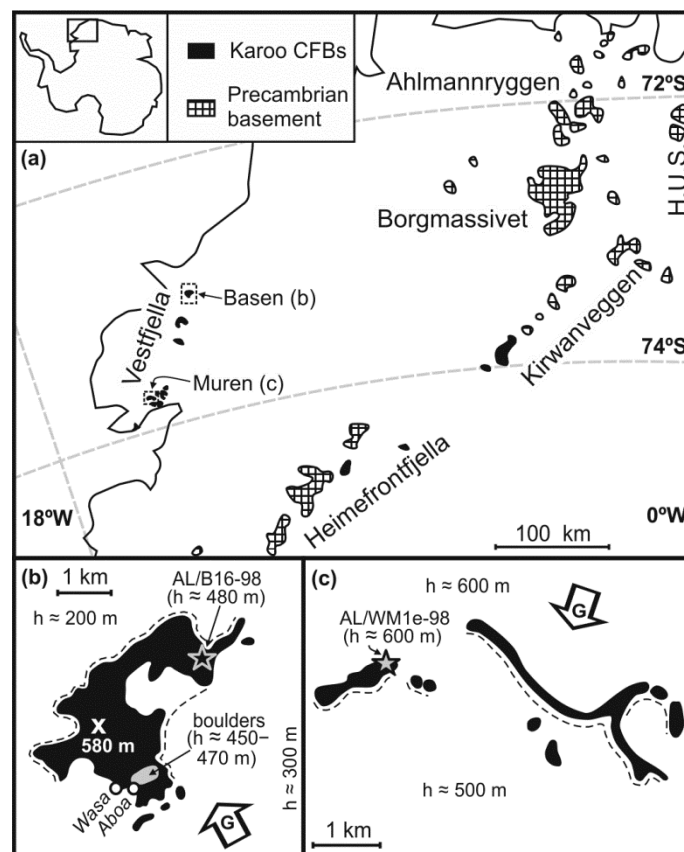 Karoo CFBs
Precambrian
basement
(a)
Ahlmannryggen
72ºS
H.U.S.
Borgmassivet
Basen (b)
Vestfjella
Kirwanveggen
74ºS
Muren (c)
Heimefrontfjella
18ºW
0ºW
100 km
(b)
1 km
AL/B16-98
(h ≈ 480 m)
h ≈ 200 m
X
580 m
boulders
(h ≈ 450–
470 m)
h ≈ 300 m
Wasa
Aboa
G
(c)
h ≈ 600 m
G
AL/WM1e-98
(h ≈ 600 m)
h ≈ 500 m
1 km